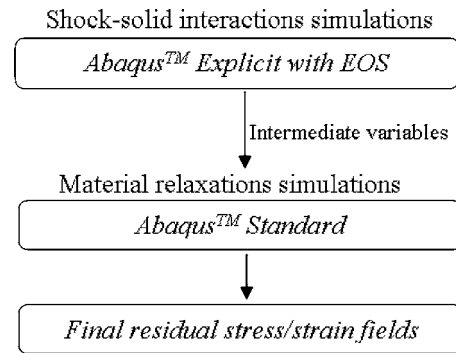 Shock-solid interactions simulations
Abaqus™ Explicit with EOS
Intermediate variables
Material relaxations simulations
Abaqus™ Standard
Final residual stress/strain fields